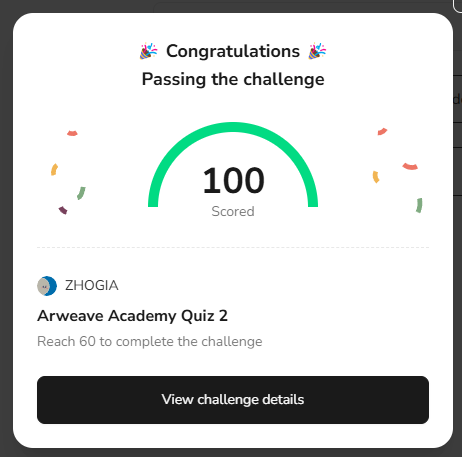 🎉 Congratulations 🎉
Passing the challenge
100
Scored
ZHOGIA
Arweave Academy Quiz 2
Reach 60 to complete the challenge
View challenge details